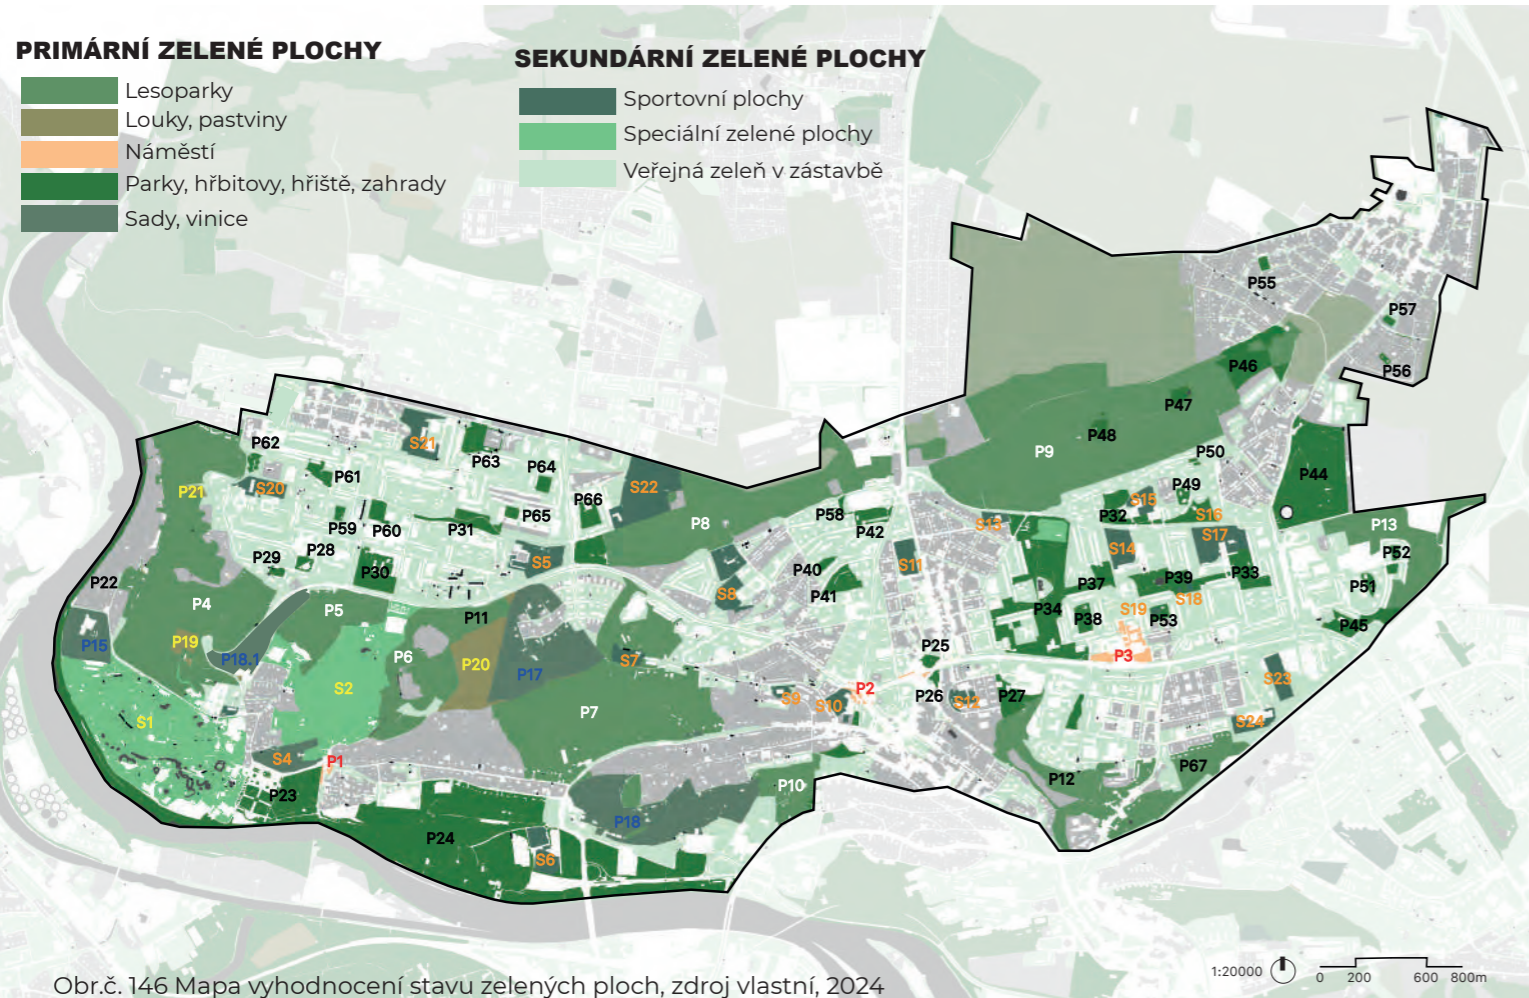 PRIMÁRNÍ ZELENÉ PLOCHY
Lesoparky
Louky, pastviny
Náměstí
Parky, hřbitovy, hřiště, zahrady
Sady, vinice
SEKUNDÁRNÍ ZELENÉ PLOCHY
Sportovní plochy
Speciální zelené plochy
Veřejná zeleň v zástavbě
P55
P57
P56
P46
P47
P48
P9
P50
P44
P49
P62
S21
P63
P64
P61
S20
P21
P66
S22
P59
P60
P31
P65
P8
P58
P42
S13
P32
S15
S16
S14
S17
P13
P52
P29
P28
P30
S5
P22
P4
P5
P11
S8
P40
P41
S11
P37
P39
P33
P51
P34
P38
S19
S18
P53
P45
P15
P19
P18.1
P6
P20
P17
S7
P25
P3
S2
P2
P26
S12
P27
S23
S1
P7
S9
S10
S24
S4
P1
P23
P10
P12
P67
P24
P18
S6
1:20000
0 200 600 800m
Obr.č. 146 Mapa vyhodnocení stavu zelených ploch, zdroj vlastní, 2024